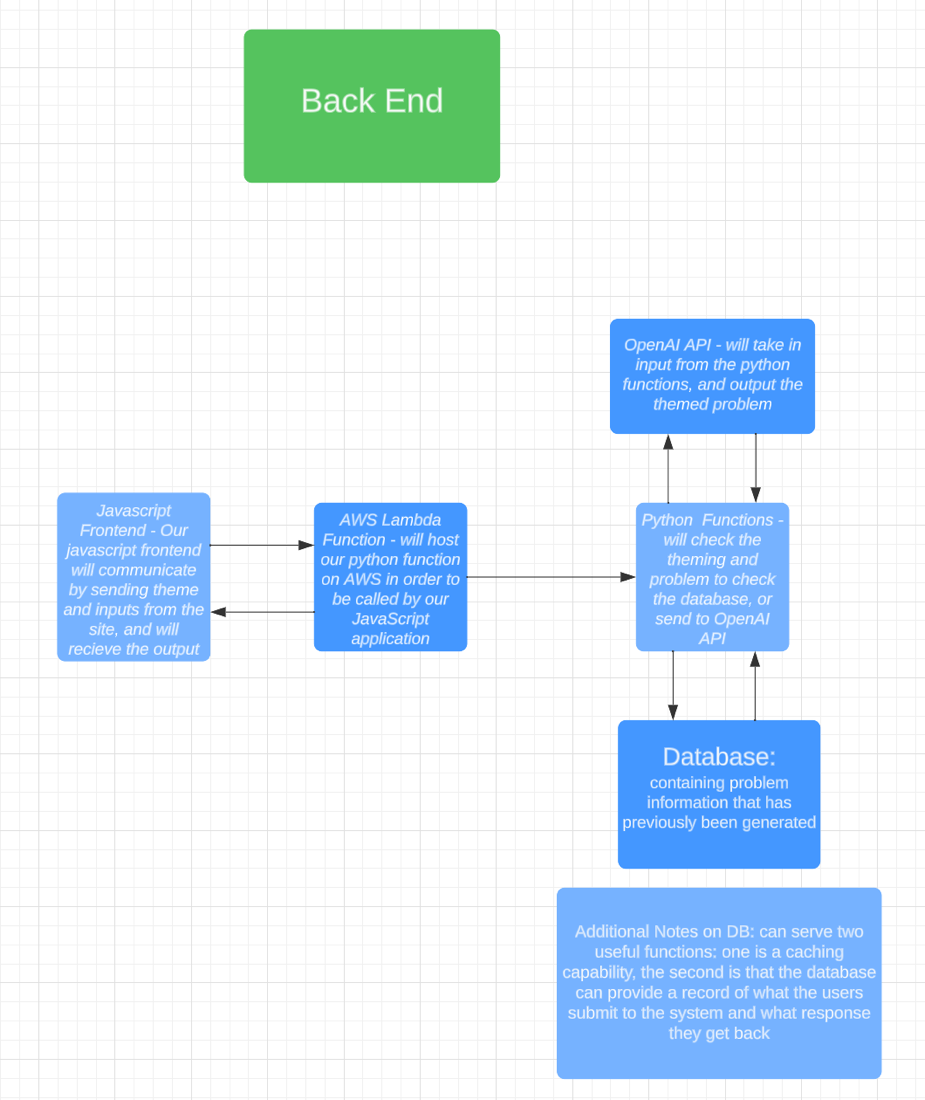 Back End
OpenAI API - will take in
input from the python
functions, and output the
themed problem
Javascript
Frontend - Our
javascript frontend
will communicate
by sending theme
and inputs from the
site, and will
recieve the output
AWS Lambda
Function - will host
our python function
on AWS in order to
be called by our
JavaScript
application
Python  Functions -
will check the
theming and
problem to check
the database, or
send to OpenAI
API
Database:
containing problem
information that has
previously been generated
Additional Notes on DB: can serve two
useful functions: one is a caching
capability, the second is that the database
can provide a record of what the users
submit to the system and what response
they get back